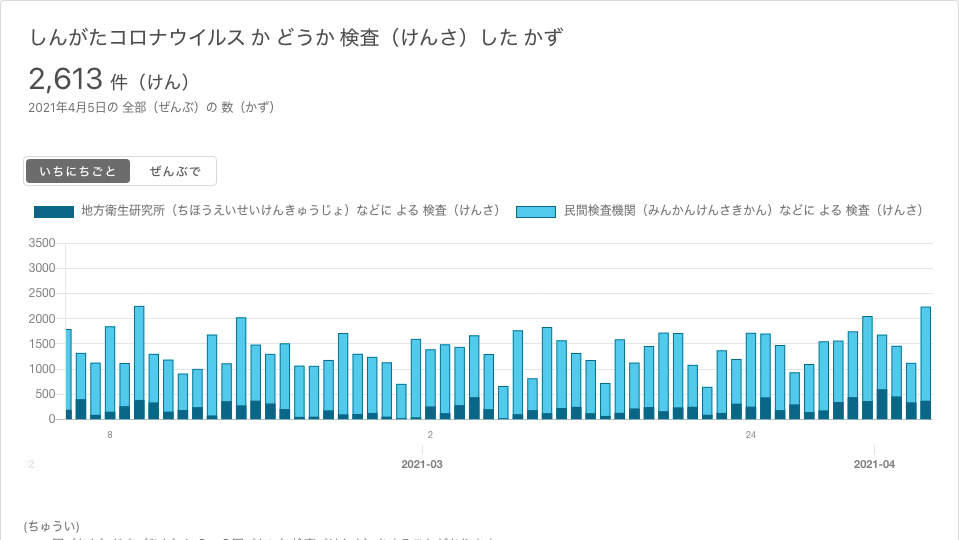 しんがたコロナウイルス か どうか 検査（けんさ）した かず
2,613 件（けん）
2021年4月5日の 全部（ぜんぶ）の 数（かず）
いちにちごと ぜんぶで
地方衛生研究所（ちほうえいせいけんきゅうじょ）などに よる 検査（けんさ） 民間検査機関（みんかんけんさきかん）などに よる 検査（けんさ）
3500
3000
2500
2000
1500
1000
500
0
8 2 24
2021-03 2021-04
(ちゅうい)